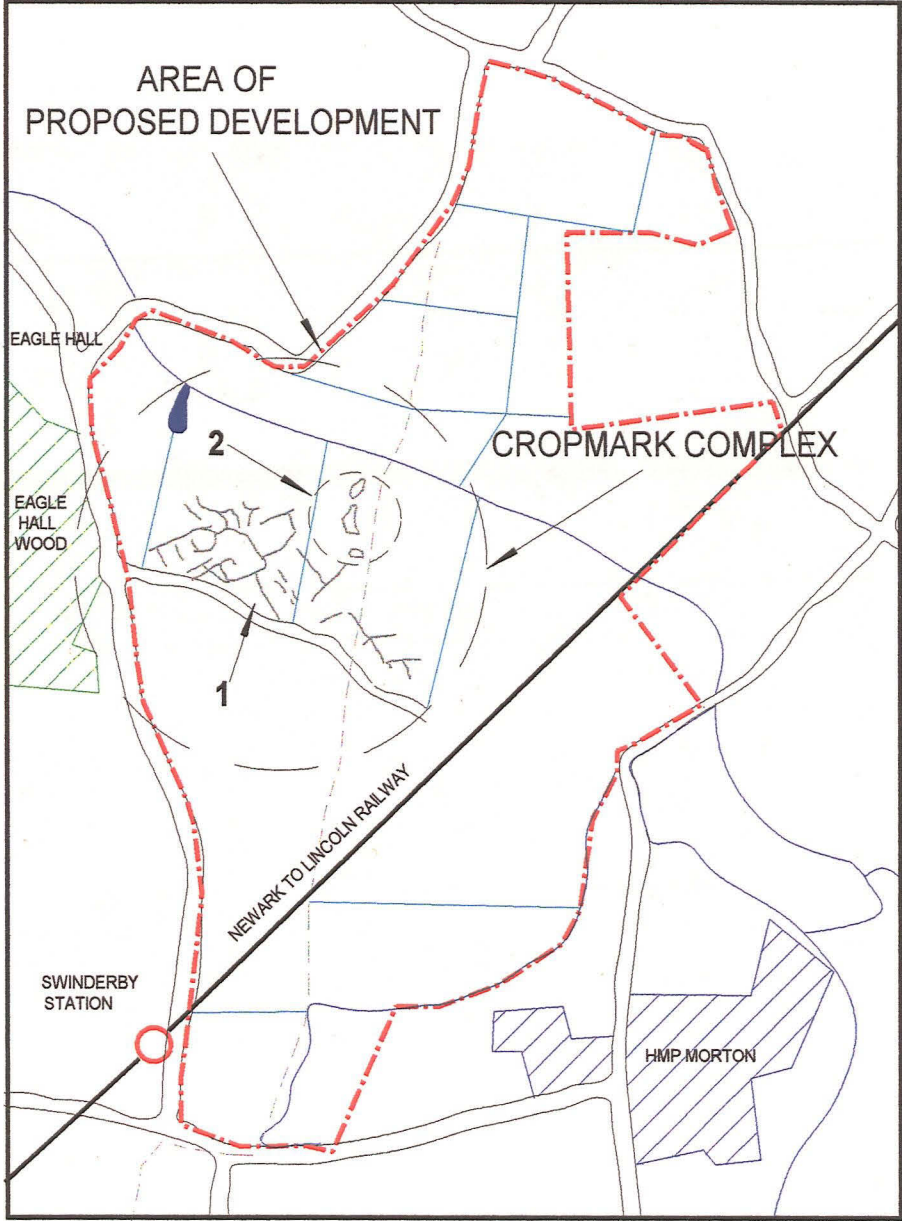 AREA OF
PROPOSED DEVELOPMENT
EAGLE HALL
2
CROPMARK COMPLEX
EAGLE
HALL
WOOD
1
NEWARK TO LINCOLN RAILWAY
SWINDERBY
STATION
HMP MORTON